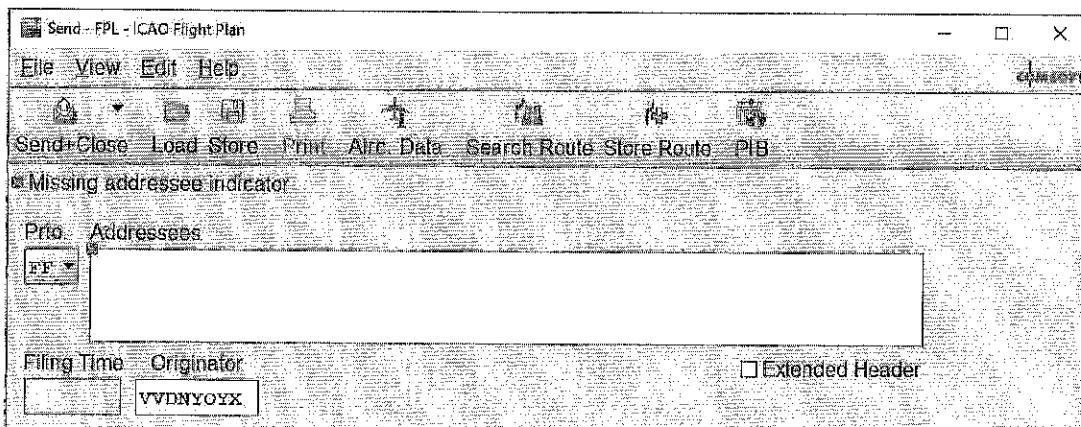 Send - FPL - ICAO Flight Plan
File View Edit Help
comsoft
Send+Close Load Store Print Airc. Data Search Route Store Route PIB
Missing addressee indicator
Prio Addressees
FF
Filing Time Originator
Extended Header
VVDNYOYX